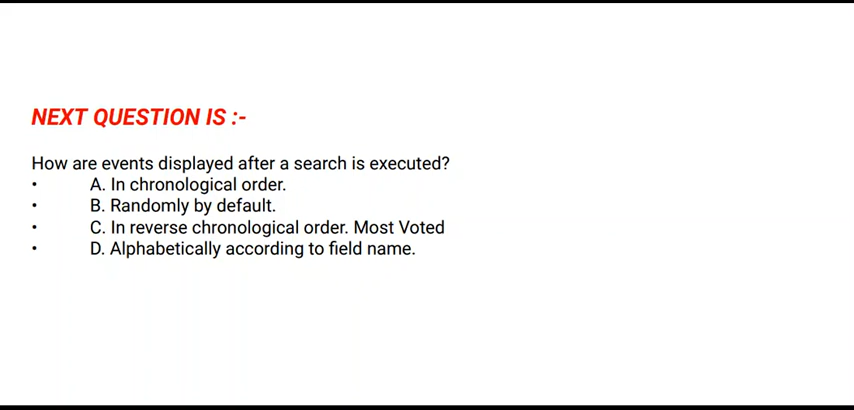 NEXT QUESTION IS :-
How are events displayed after a search is executed?
• A. In chronological order.
• B. Randomly by default.
• C. In reverse chronological order. Most Voted
• D. Alphabetically according to field name.